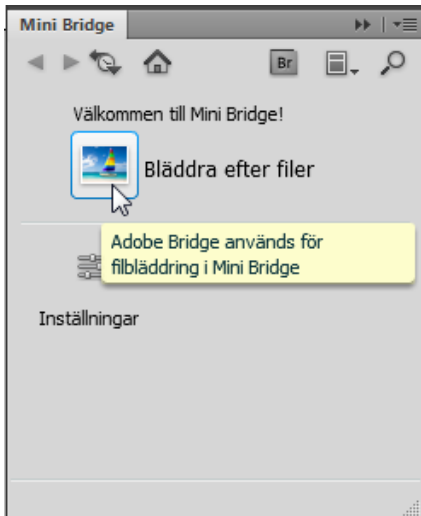 Mini Bridge
Br
Välkommen till Mini Bridge!
Bläddra efter filer
Adobe Bridge används för
filbläddring i Mini Bridge
Inställningar